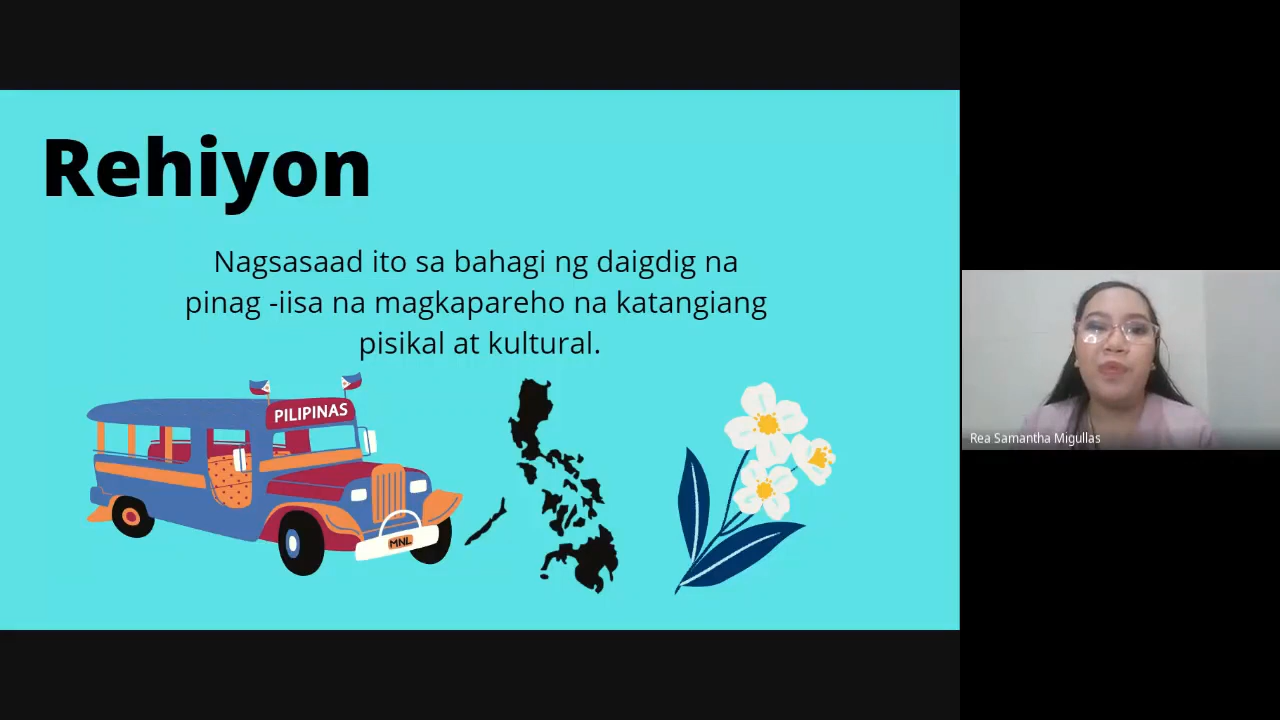 Rehiyon
Nagsasaad ito sa bahagi ng daigdig na
pinag -iisa na magkapareho na katangiang
pisikal at kultural.
PILIPINAS
MNL
Rea Samantha Migullas